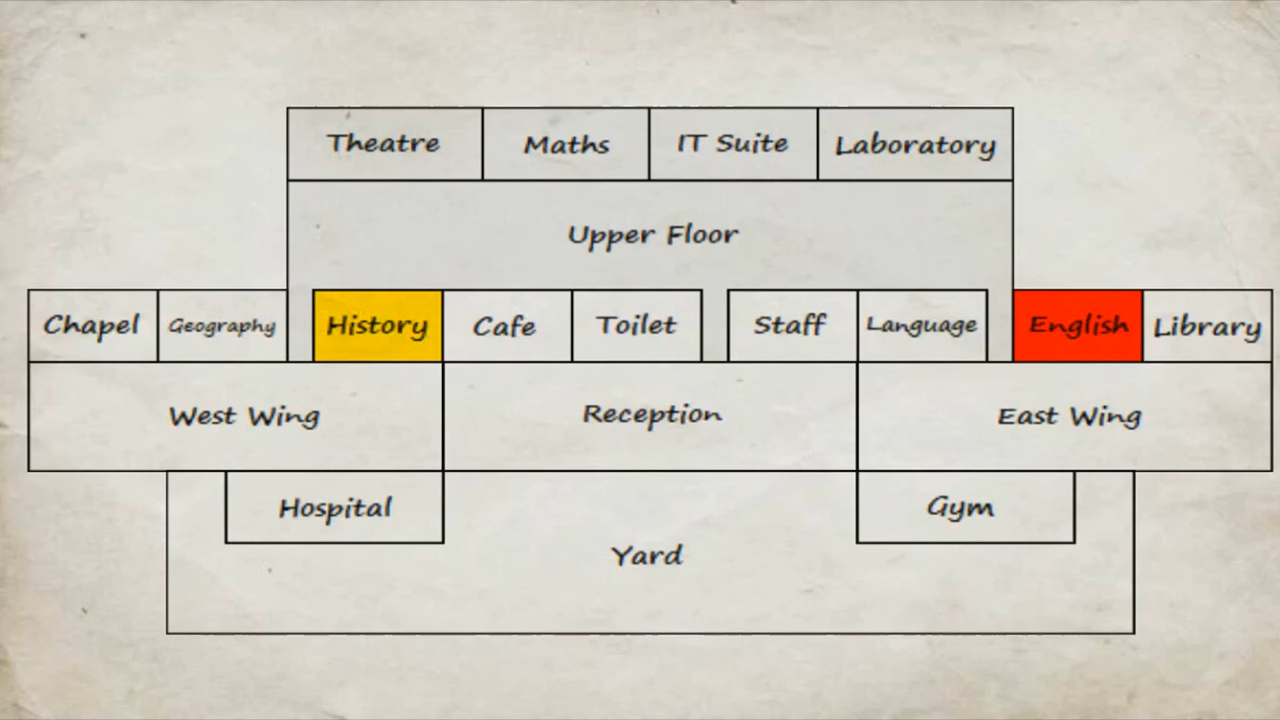 Theatre Maths IT Suite Laboratory
Upper Floor
Chapel Geography History Cafe Toilet Staff Language English Library
West Wing Reception East Wing
Hospital Gym
Yard